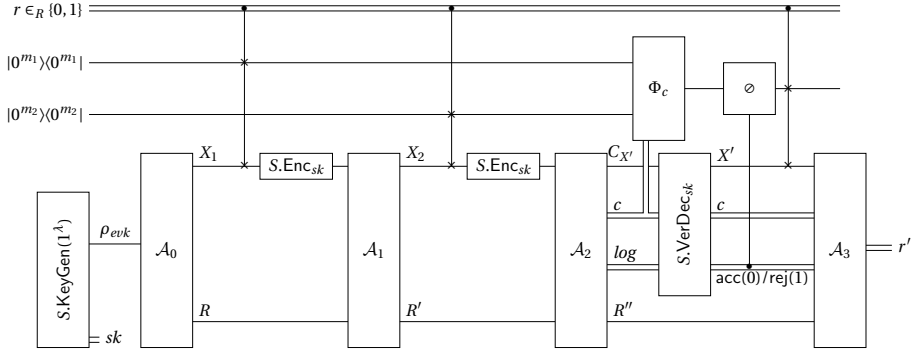 r ∈_R {0,1}
|0^{m_1}⟩⟨0^{m_1}|
Φ_c
⊘
|0^{m_2}⟩⟨0^{m_2}|
X_1
S.Enc_{sk}
X_2
S.Enc_{sk}
C_{X'}
X'
S.KeyGen(1^λ)
ρ_{evk}
𝒜_0
𝒜_1
𝒜_2
c
S.VerDec_{sk}
c
𝒜_3
r'
log
acc(0)/rej(1)
sk
R
R'
R''